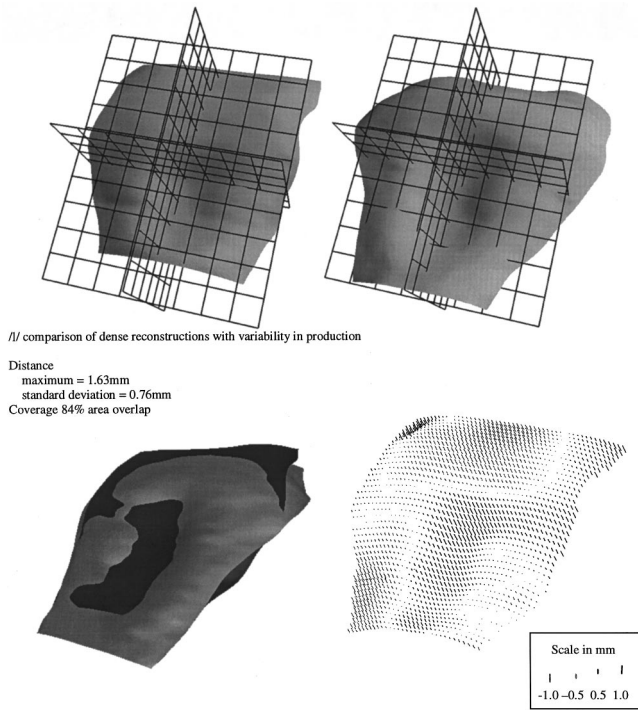 /l/ comparison of dense reconstructions with variability in production
Distance
maximum = 1.63mm
standard deviation = 0.76mm
Coverage 84% area overlap
Scale in mm
-1.0 -0.5 0.5 1.0